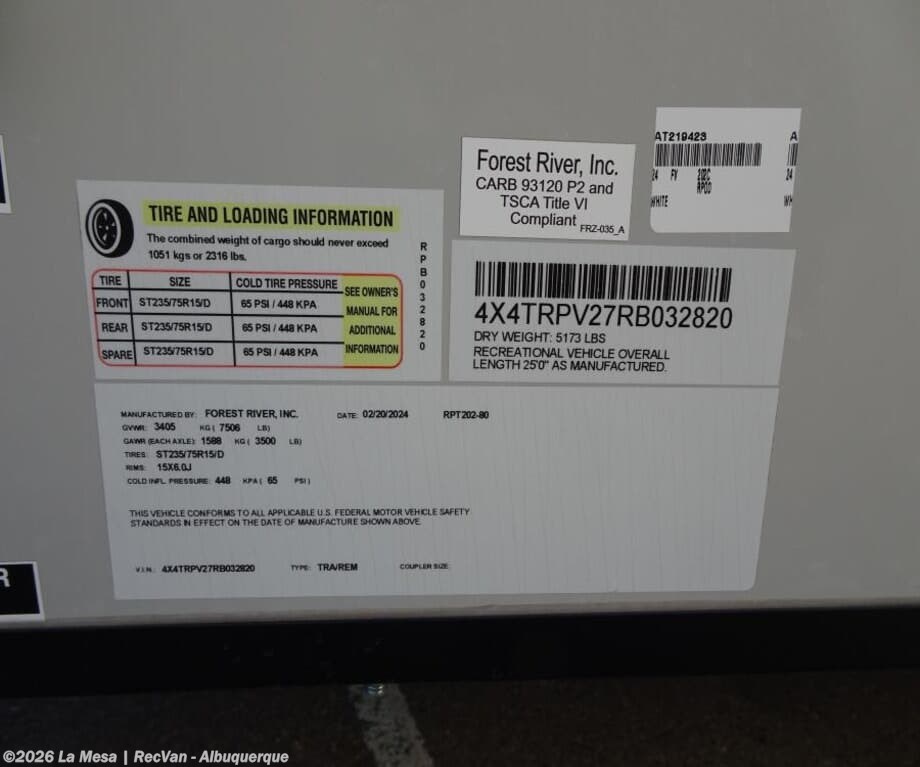 AT219423 A
24 FV 202C 24
RPOD
WHITE WH
Forest River, Inc.
CARB 93120 P2 and
TSCA Title VI
Compliant FRZ-035_A
TIRE AND LOADING INFORMATION
The combined weight of cargo should never exceed
1051 kgs or 2316 lbs.
TIRE SIZE COLD TIRE PRESSURE
FRONT ST235/75R15/D 65 PSI / 448 KPA
REAR ST235/75R15/D 65 PSI / 448 KPA
SPARE ST235/75R15/D 65 PSI / 448 KPA
SEE OWNER'S
MANUAL FOR
ADDITIONAL
INFORMATION
RPB032820
4X4TRPV27RB032820
DRY WEIGHT: 5173 LBS
RECREATIONAL VEHICLE OVERALL
LENGTH 25'0" AS MANUFACTURED.
MANUFACTURED BY: FOREST RIVER, INC. DATE: 02/20/2024 RPT202-80
GVWR: 3405 KG ( 7506 LB)
GAWR (EACH AXLE): 1588 KG ( 3500 LB)
TIRES: ST235/75R15/D
RIMS: 15X6.0J
COLD INFL. PRESSURE: 448 KPA ( 65 PSI )
THIS VEHICLE CONFORMS TO ALL APPLICABLE U.S. FEDERAL MOTOR VEHICLE SAFETY
STANDARDS IN EFFECT ON THE DATE OF MANUFACTURE SHOWN ABOVE.
V.I.N.: 4X4TRPV27RB032820 TYPE: TRA/REM COUPLER SIZE:
R
©2026 La Mesa | RecVan - Albuquerque